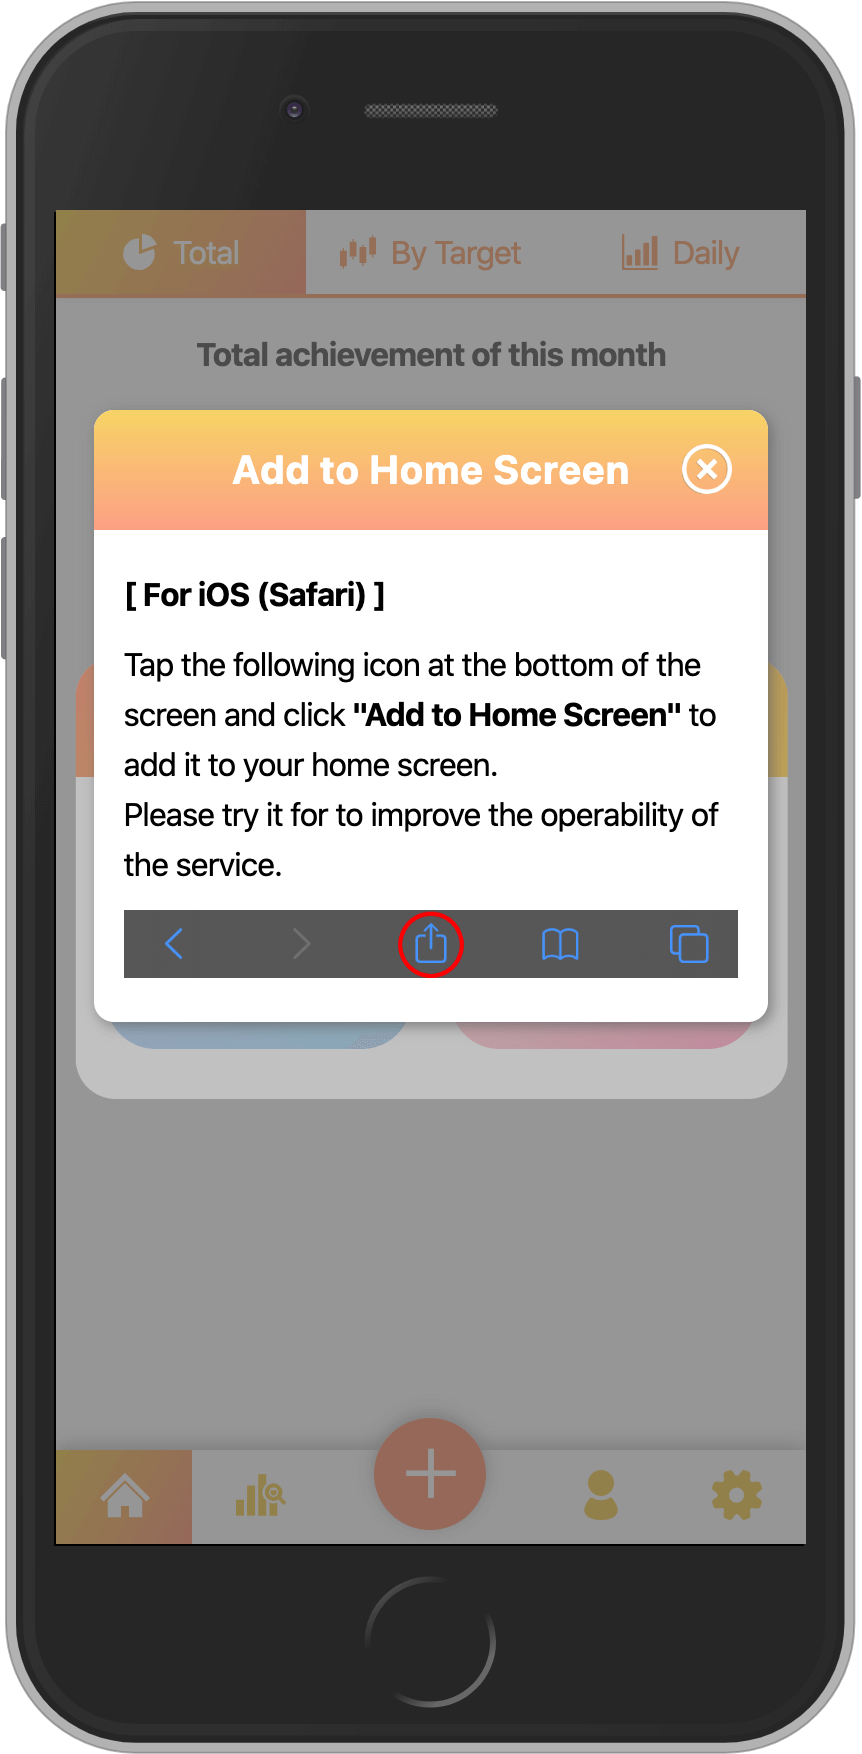 Total
By Target
Daily
Total achievement of this month
Add to Home Screen
[ For iOS (Safari) ]
Tap the following icon at the bottom of the
screen and click "Add to Home Screen" to
add it to your home screen.
Please try it for to improve the operability of
the service.